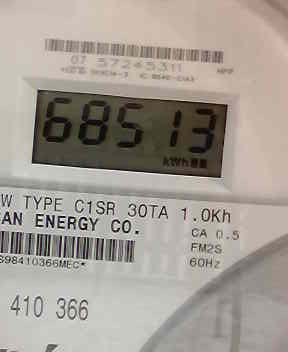 07 57245311
68513
kWh
W TYPE C1SR 30TA 1.0Kh
AN ENERGY CO.
CA 0.5
FM2S
S98410366MEC*
60Hz
410 366